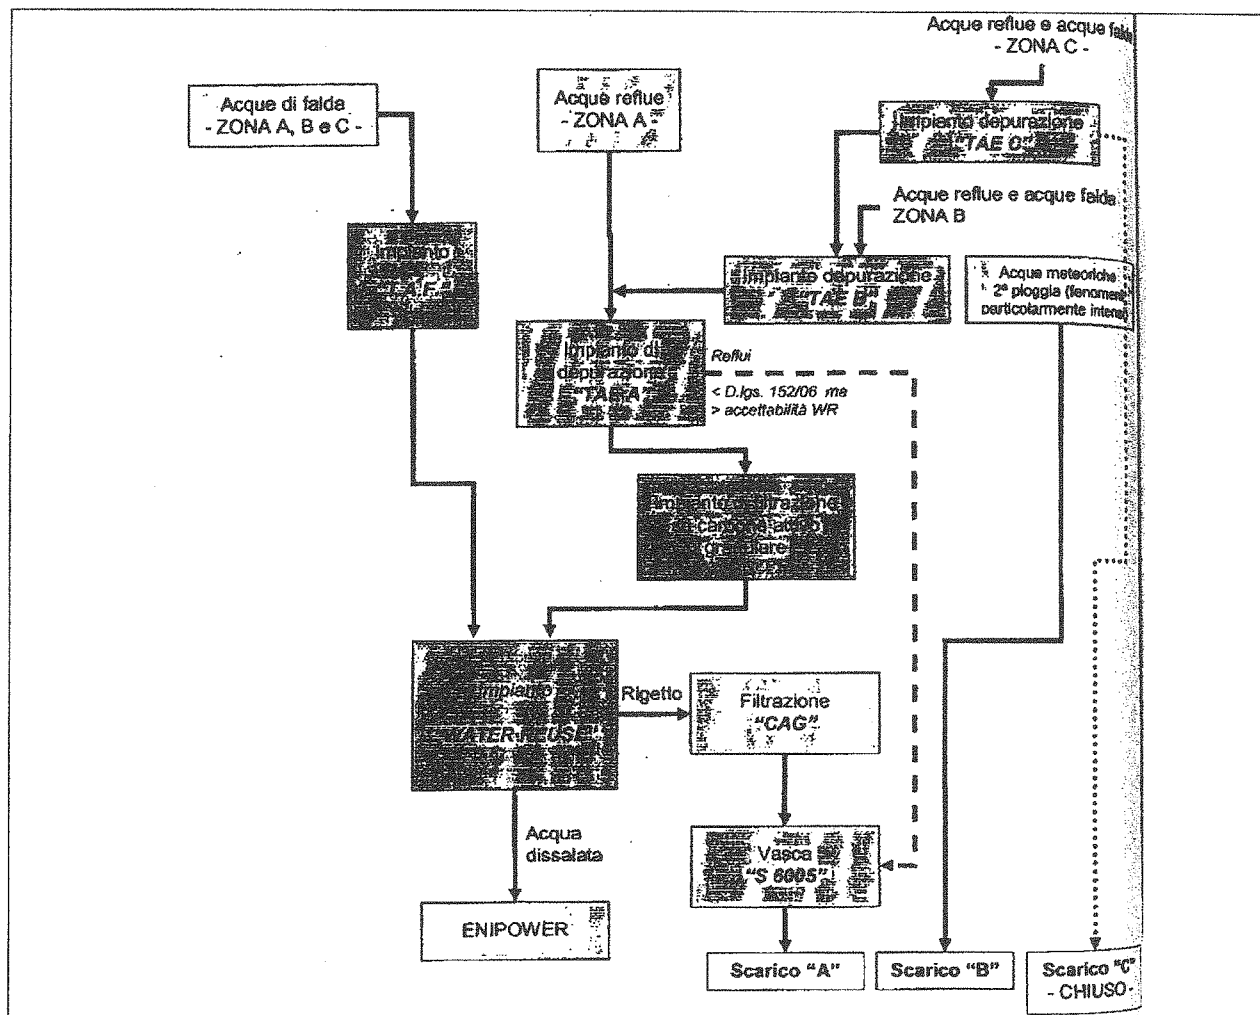 Acque reflue e acque falda
- ZONA C -
Acque di falda
- ZONA A, B e C -
Acque reflue
- ZONA A -
Impianto depurazione
"TAE C"
Acque reflue e acque falda
ZONA B
Impianto
Impianto depurazione
"TAE B"
Acque meteoriche
2ª pioggia (fenomeni
particolarmente intensi
Impianto di
depurazione
"TAE A"
Reflui
< D.lgs. 152/06 ma
> accettabilità WR
Impianto di filtrazione
carbone attivo
granulare
Impianto
"WATER REUSE"
Rigetto
Filtrazione
"CAG"
Acqua
dissalata
Vasca
"S 6005"
ENIPOWER
Scarico "A"
Scarico "B"
Scarico "C"
- CHIUSO -